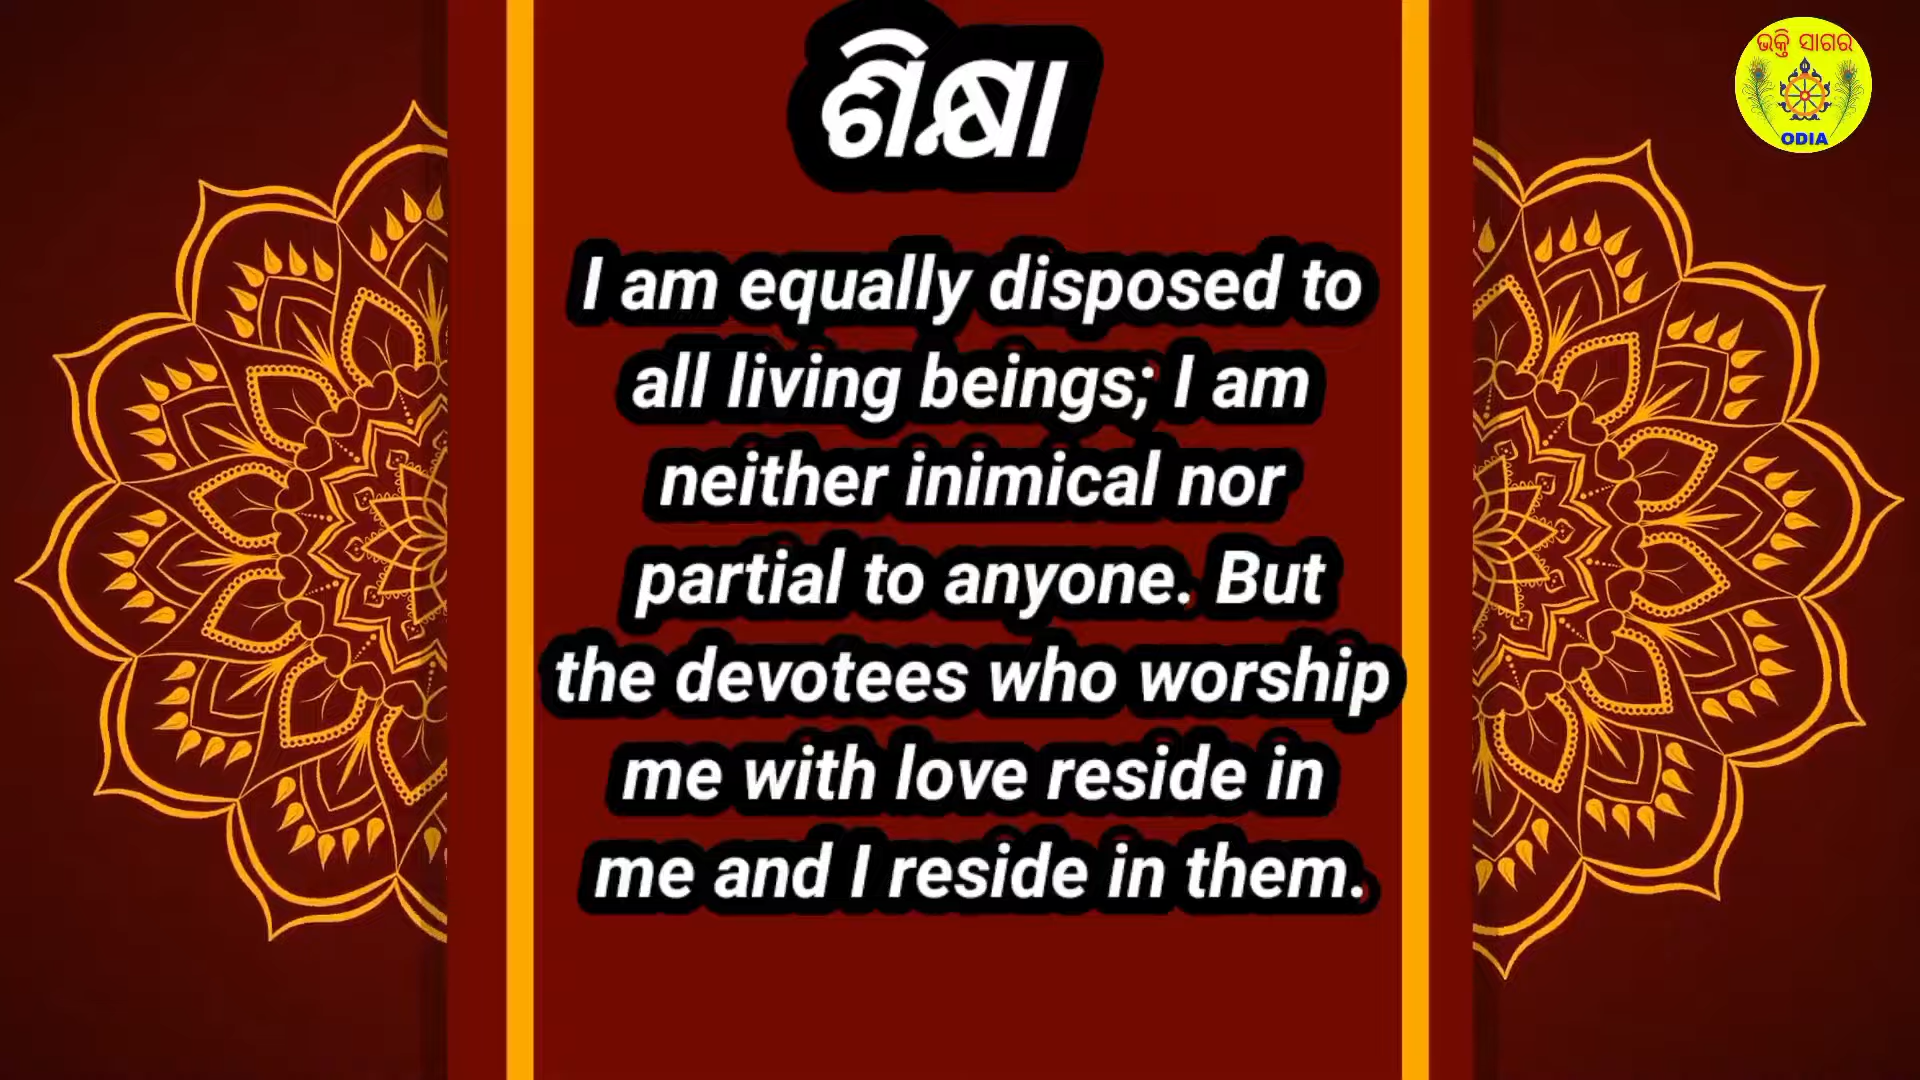 ଶିକ୍ଷା
ଭକ୍ତି ସାଗର
ODIA
I am equally disposed to
all living beings; I am
neither inimical nor
partial to anyone. But
the devotees who worship
me with love reside in
me and I reside in them.